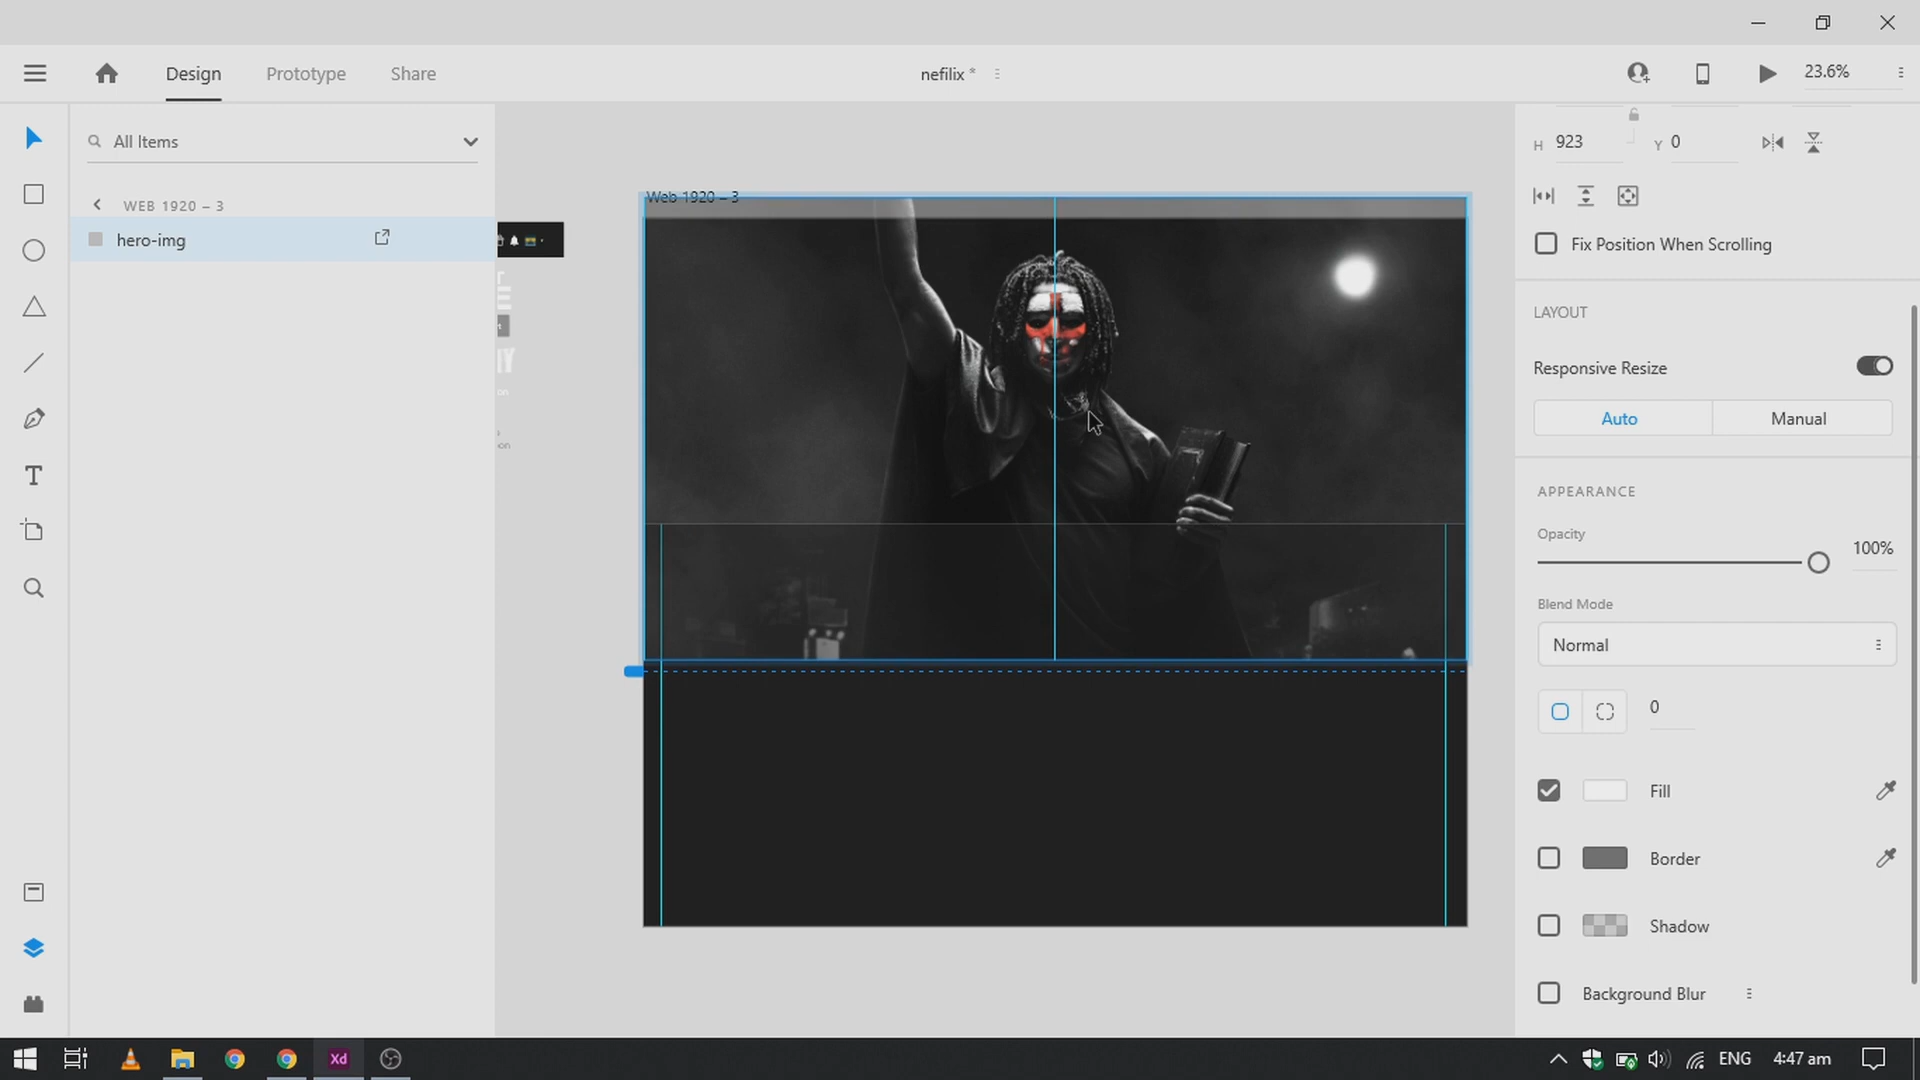 Design
Prototype
Share
nefilix *
23.6%
All Items
WEB 1920 – 3
hero-img
Web 1920 – 3
H 923
Y 0
Fix Position When Scrolling
LAYOUT
Responsive Resize
Auto
Manual
APPEARANCE
Opacity
100%
Blend Mode
Normal
0
Fill
Border
Shadow
Background Blur
T
Xd
ENG
4:47 am